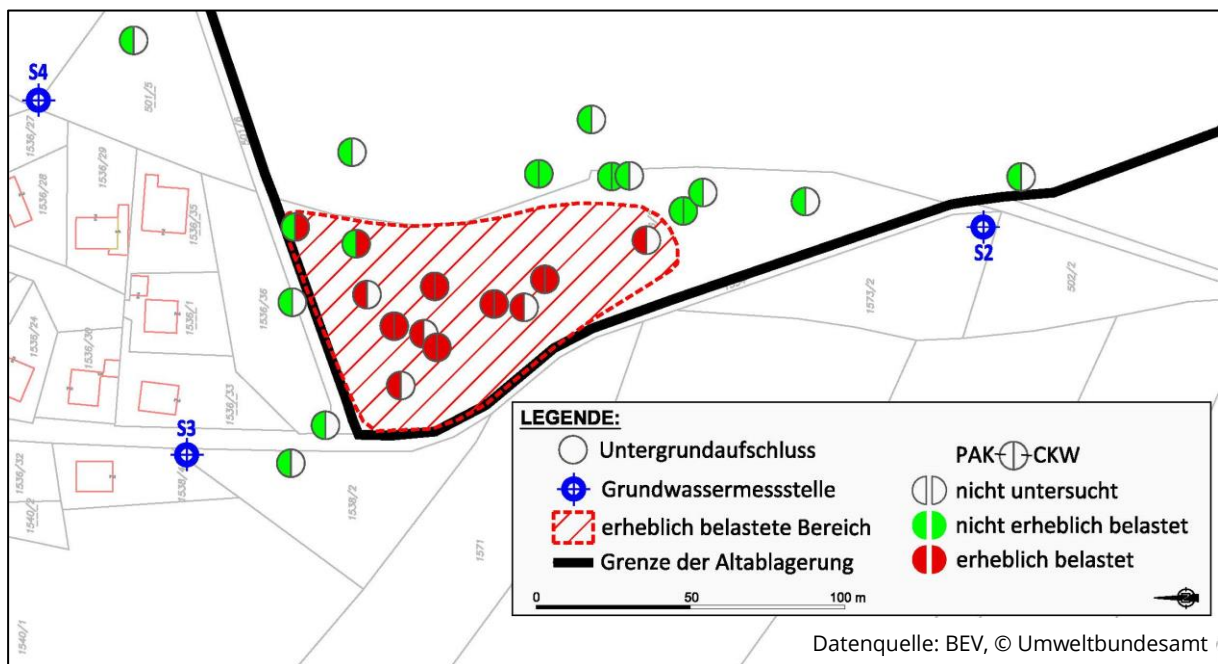 S4
501/5
501/6
1536/27
1536/29
1536/28
1536/35
1536/1
1536/36
1536/24
1536/30
1536/33
S3
1536/32
1540/2
1538/2
1571
1540/1
S2
1573/2
502/2
LEGENDE:
Untergrundaufschluss
Grundwassermessstelle
erheblich belastete Bereich
Grenze der Altablagerung
PAK CKW
nicht untersucht
nicht erheblich belastet
erheblich belastet
0 50 100 m
Datenquelle: BEV, © Umweltbundesamt